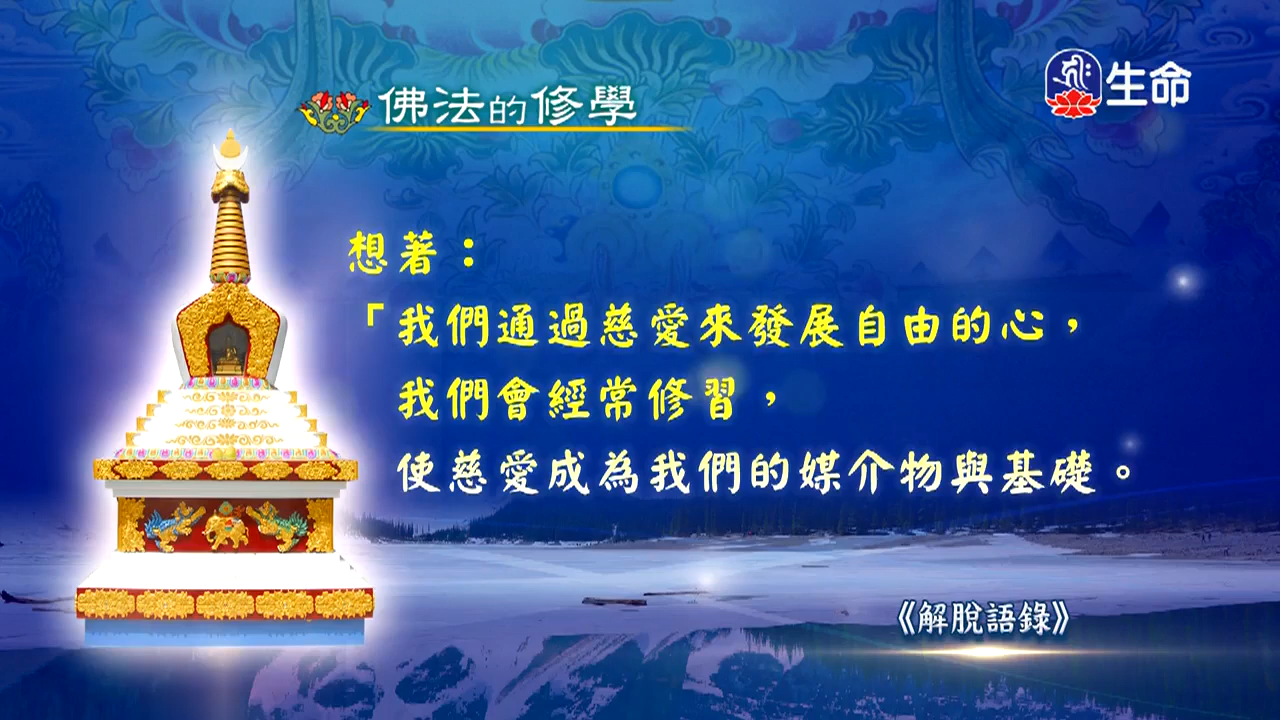 佛法的修學
生命
想著：
「我們通過慈愛來發展自由的心，
我們會經常修習，
使慈愛成為我們的媒介物與基礎。
《解脫語錄》